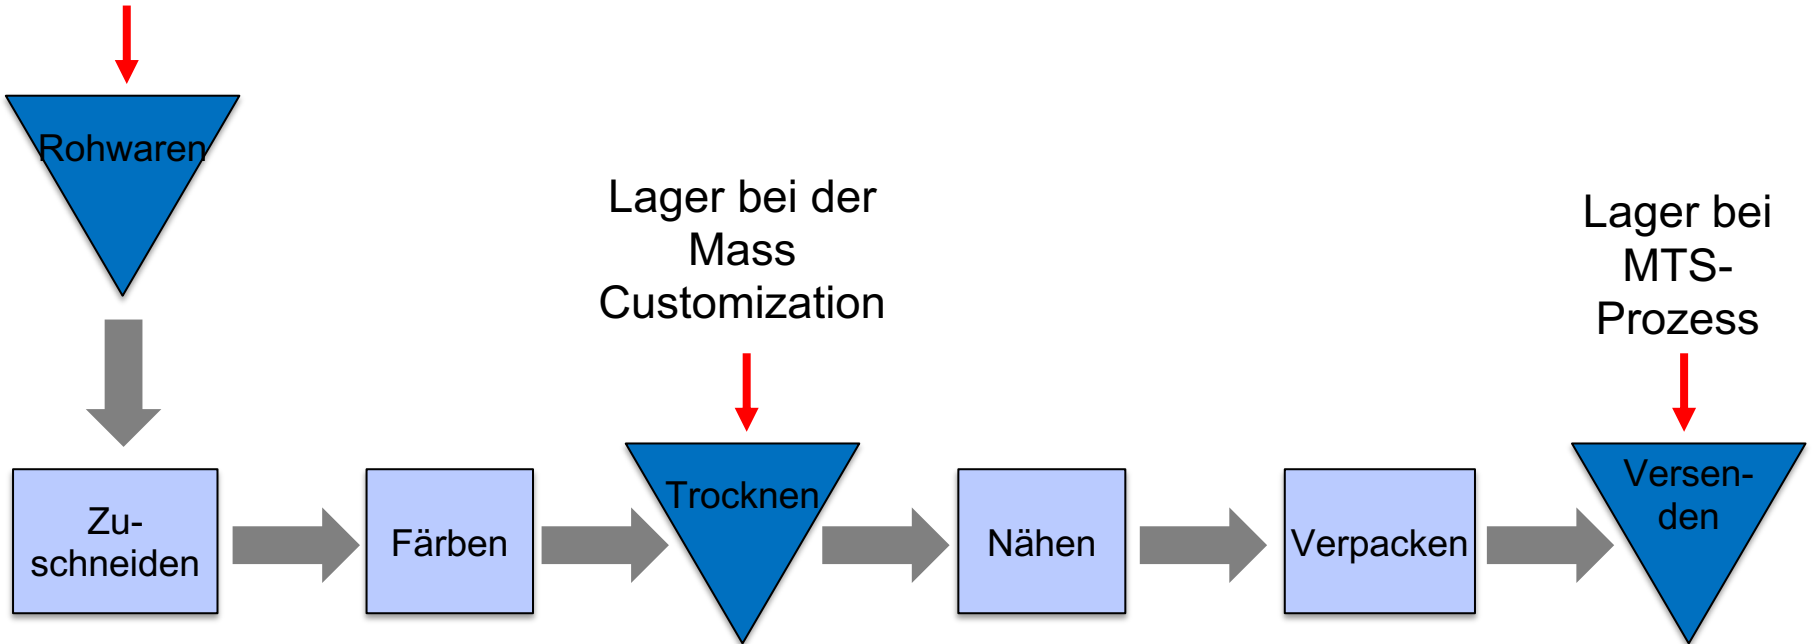 Rohwaren
Lager bei der
Mass
Customization
Lager bei
MTS-
Prozess
Zu-
schneiden
Färben
Trocknen
Nähen
Verpacken
Versen-
den